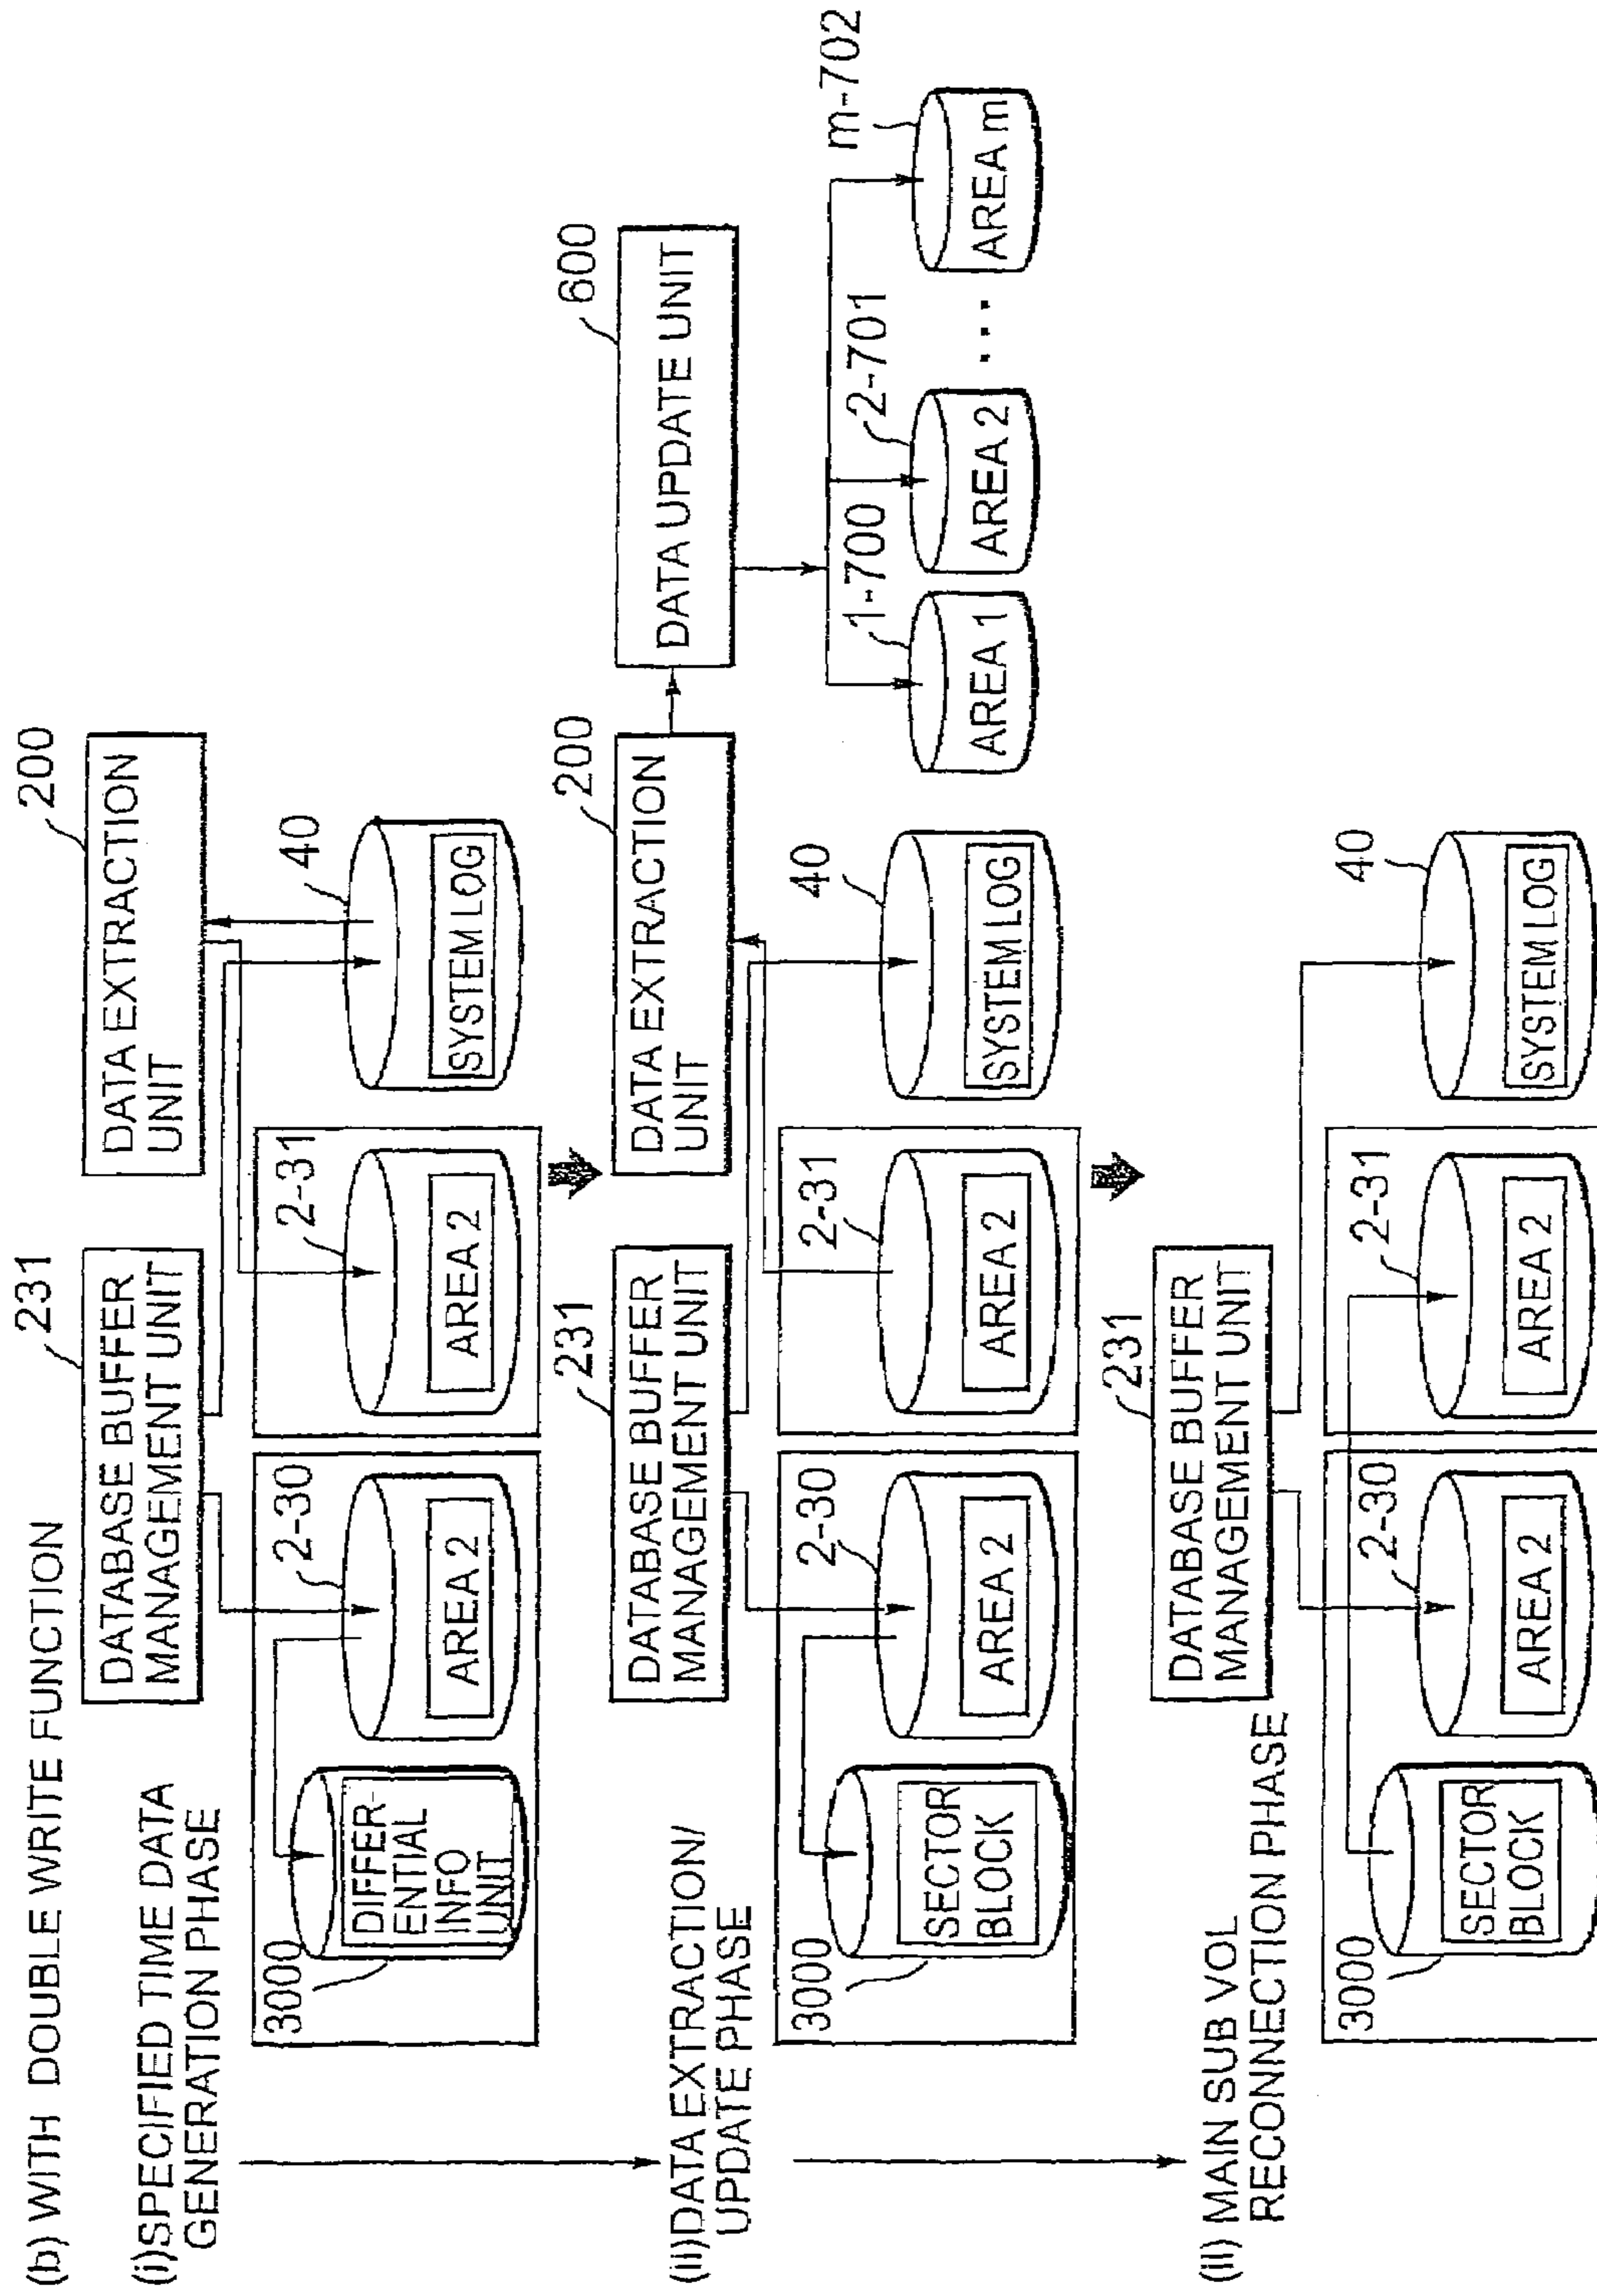 (b) WITH DOUBLE WRITE FUNCTION
(i)SPECIFIED TIME DATA
GENERATION PHASE
231
DATABASE BUFFER
MANAGEMENT UNIT
200
DATA EXTRACTION
UNIT
3000
DIFFER-
ENTIAL
INFO
UNIT
2-30
AREA 2
2-31
AREA 2
40
SYSTEM LOG
(ii)DATA EXTRACTION/
UPDATE PHASE
231
DATABASE BUFFER
MANAGEMENT UNIT
200
DATA EXTRACTION
UNIT
600
DATA UPDATE UNIT
3000
SECTOR
BLOCK
2-30
AREA 2
2-31
AREA 2
40
SYSTEM LOG
1-700
AREA 1
2-701
AREA 2
...
m-702
AREA m
(ii) MAIN SUB VOL
RECONNECTION PHASE
231
DATABASE BUFFER
MANAGEMENT UNIT
3000
SECTOR
BLOCK
2-30
AREA 2
2-31
AREA 2
40
SYSTEM LOG